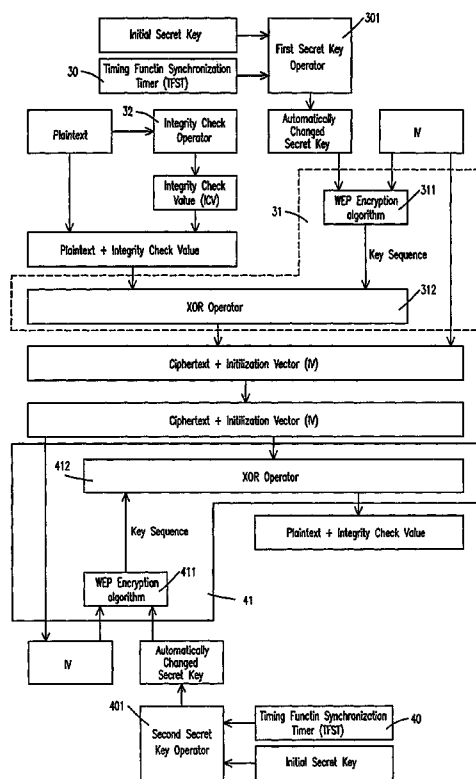 301
Initial Secret Key
First Secret Key
Operator
30
Timing Functin Synchronization
Timer (TFST)
32
Plaintext
Integrity Check
Operator
Automatically
Changed
Secret Key
IV
Integrity Check
Value (ICV)
31
WEP Encryption
algorithm
311
Plaintext + Integrity Check Value
Key Sequence
312
XOR Operator
Ciphertext + Initilization Vector (IV)
Ciphertext + Initilization Vector (IV)
412
XOR Operator
Key Sequence
Plaintext + Integrity Check Value
WEP Encryption
algorithm
411
41
IV
Automatically
Changed
Secret Key
401
Second Secret
Key Operator
Timing Functin Synchronization
Timer (TFST)
40
Initial Secret Key